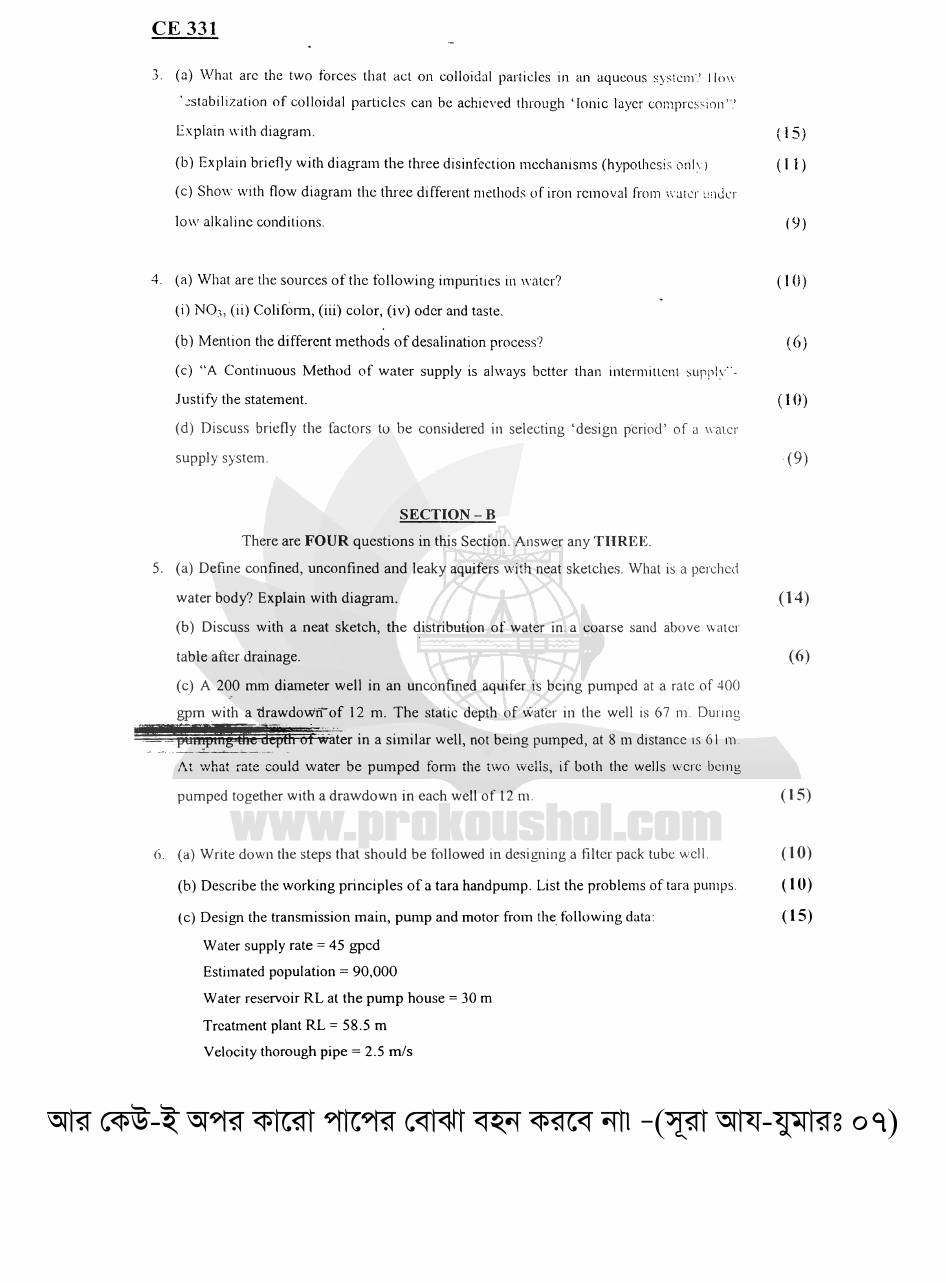 CE 331
3. (a) What are the two forces that act on colloidal particles in an aqueous system? How
estabilization of colloidal particles can be achieved through 'Ionic layer compression'?
Explain with diagram. (15)
(b) Explain briefly with diagram the three disinfection mechanisms (hypothesis only) (11)
(c) Show with flow diagram the three different methods of iron removal from water under
low alkaline conditions. (9)
4. (a) What are the sources of the following impurities in water? (10)
(i) NO3, (ii) Coliform, (iii) color, (iv) oder and taste.
(b) Mention the different methods of desalination process? (6)
(c) "A Continuous Method of water supply is always better than intermittent supply"-
Justify the statement. (10)
(d) Discuss briefly the factors to be considered in selecting 'design period' of a water
supply system. (9)
SECTION – B
There are FOUR questions in this Section. Answer any THREE.
5. (a) Define confined, unconfined and leaky aquifers with neat sketches. What is a perched
water body? Explain with diagram. (14)
(b) Discuss with a neat sketch, the distribution of water in a coarse sand above water
table after drainage. (6)
(c) A 200 mm diameter well in an unconfined aquifer is being pumped at a rate of 400
gpm with a drawdown of 12 m. The static depth of water in the well is 67 m. During
pumping the depth of water in a similar well, not being pumped, at 8 m distance is 61 m.
At what rate could water be pumped form the two wells, if both the wells were being
pumped together with a drawdown in each well of 12 m. (15)
www.prokoushol.com
6. (a) Write down the steps that should be followed in designing a filter pack tube well. (10)
(b) Describe the working principles of a tara handpump. List the problems of tara pumps. (10)
(c) Design the transmission main, pump and motor from the following data: (15)
Water supply rate = 45 gpcd
Estimated population = 90,000
Water reservoir RL at the pump house = 30 m
Treatment plant RL = 58.5 m
Velocity thorough pipe = 2.5 m/s
আর কেউ-ই অপর কারো পাপের বোঝা বহন করবে না৷ -(সূরা আয-যুমারঃ ০৭)